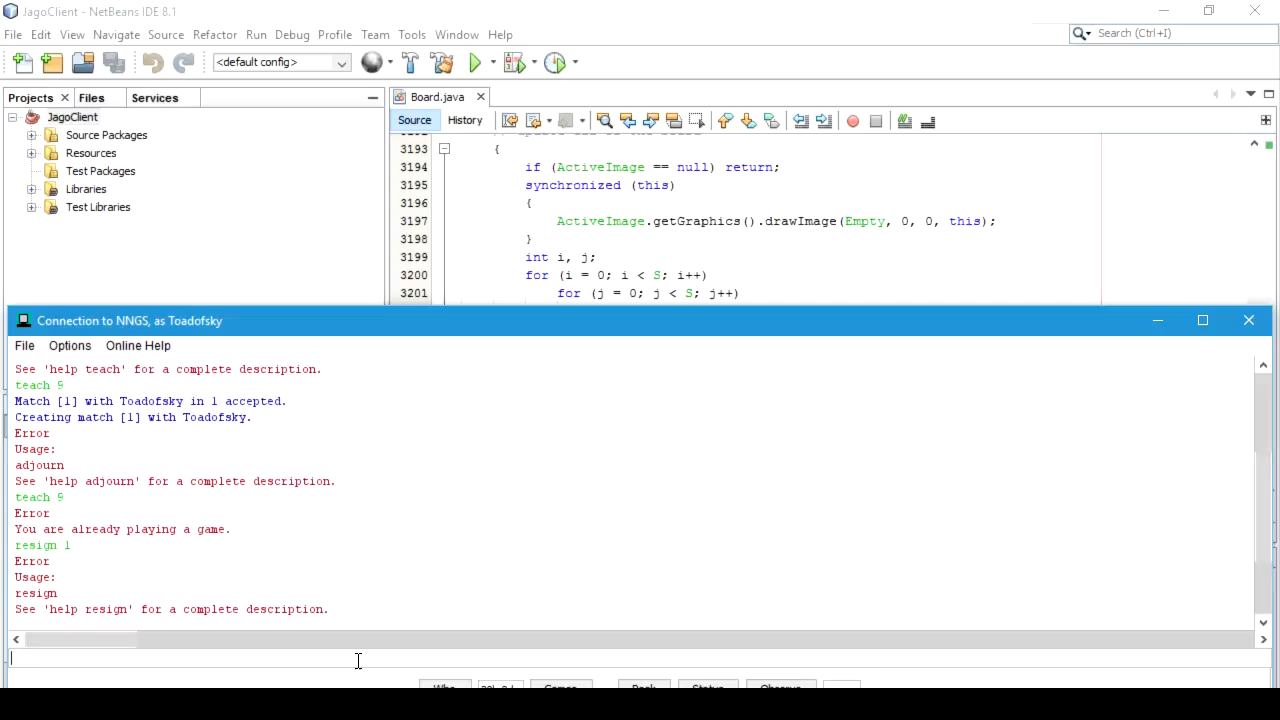 JagoClient - NetBeans IDE 8.1
File Edit View Navigate Source Refactor Run Debug Profile Team Tools Window Help
Search (Ctrl+I)
<default config>
Projects Files Services
JagoClient
Source Packages
Resources
Test Packages
Libraries
Test Libraries
Board.java
Source History
3193 {
3194 if (ActiveImage == null) return;
3195 synchronized (this)
3196 {
3197 ActiveImage.getGraphics().drawImage(Empty, 0, 0, this);
3198 }
3199 int i, j;
3200 for (i = 0; i < S; i++)
3201 for (j = 0; j < S; j++)
Connection to NNGS, as Toadofsky
File Options Online Help
See 'help teach' for a complete description.
teach 9
Match [1] with Toadofsky in 1 accepted.
Creating match [1] with Toadofsky.
Error
Usage:
adjourn
See 'help adjourn' for a complete description.
teach 9
Error
You are already playing a game.
resign 1
Error
Usage:
resign
See 'help resign' for a complete description.
Who Games Peek Status Observe